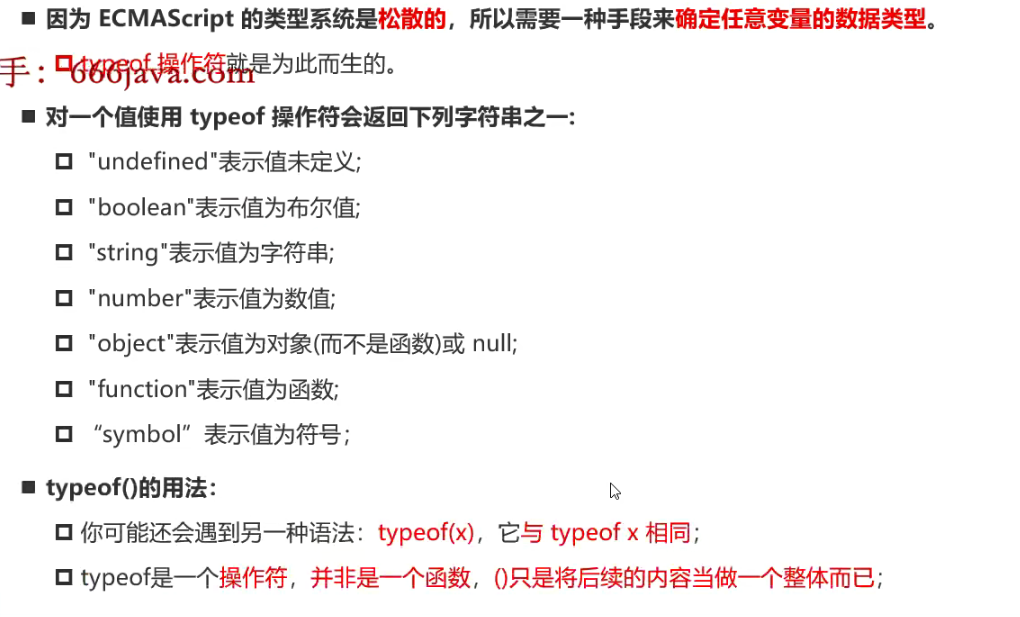 ■ 因为 ECMAScript 的类型系统是松散的，所以需要一种手段来确定任意变量的数据类型。
typeof 操作符就是为此而生的。
手：666java.com
■ 对一个值使用 typeof 操作符会返回下列字符串之一:
"undefined"表示值未定义;
"boolean"表示值为布尔值;
"string"表示值为字符串;
"number"表示值为数值;
"object"表示值为对象(而不是函数)或 null;
"function"表示值为函数;
“symbol”表示值为符号；
■ typeof()的用法：
你可能还会遇到另一种语法：typeof(x)，它与 typeof x 相同；
typeof是一个操作符，并非是一个函数，()只是将后续的内容当做一个整体而已；